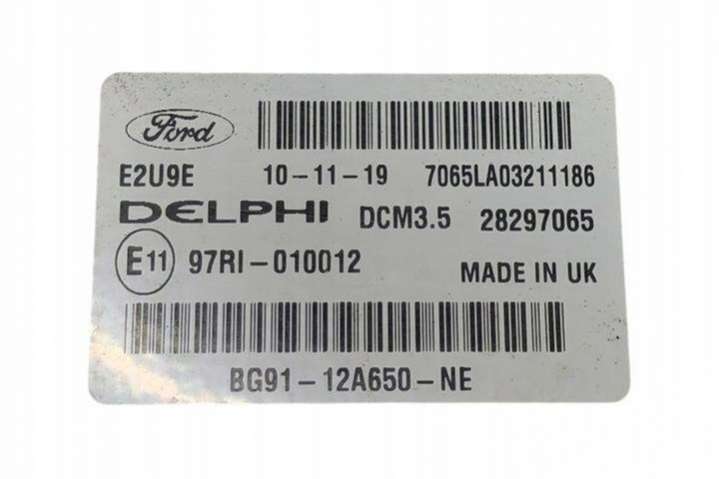 Ford
E2U9E 10-11-19 7065LA03211186
DELPHI DCM3.5 28297065
E11 97RI-010012 MADE IN UK
BG91-12A650-NE